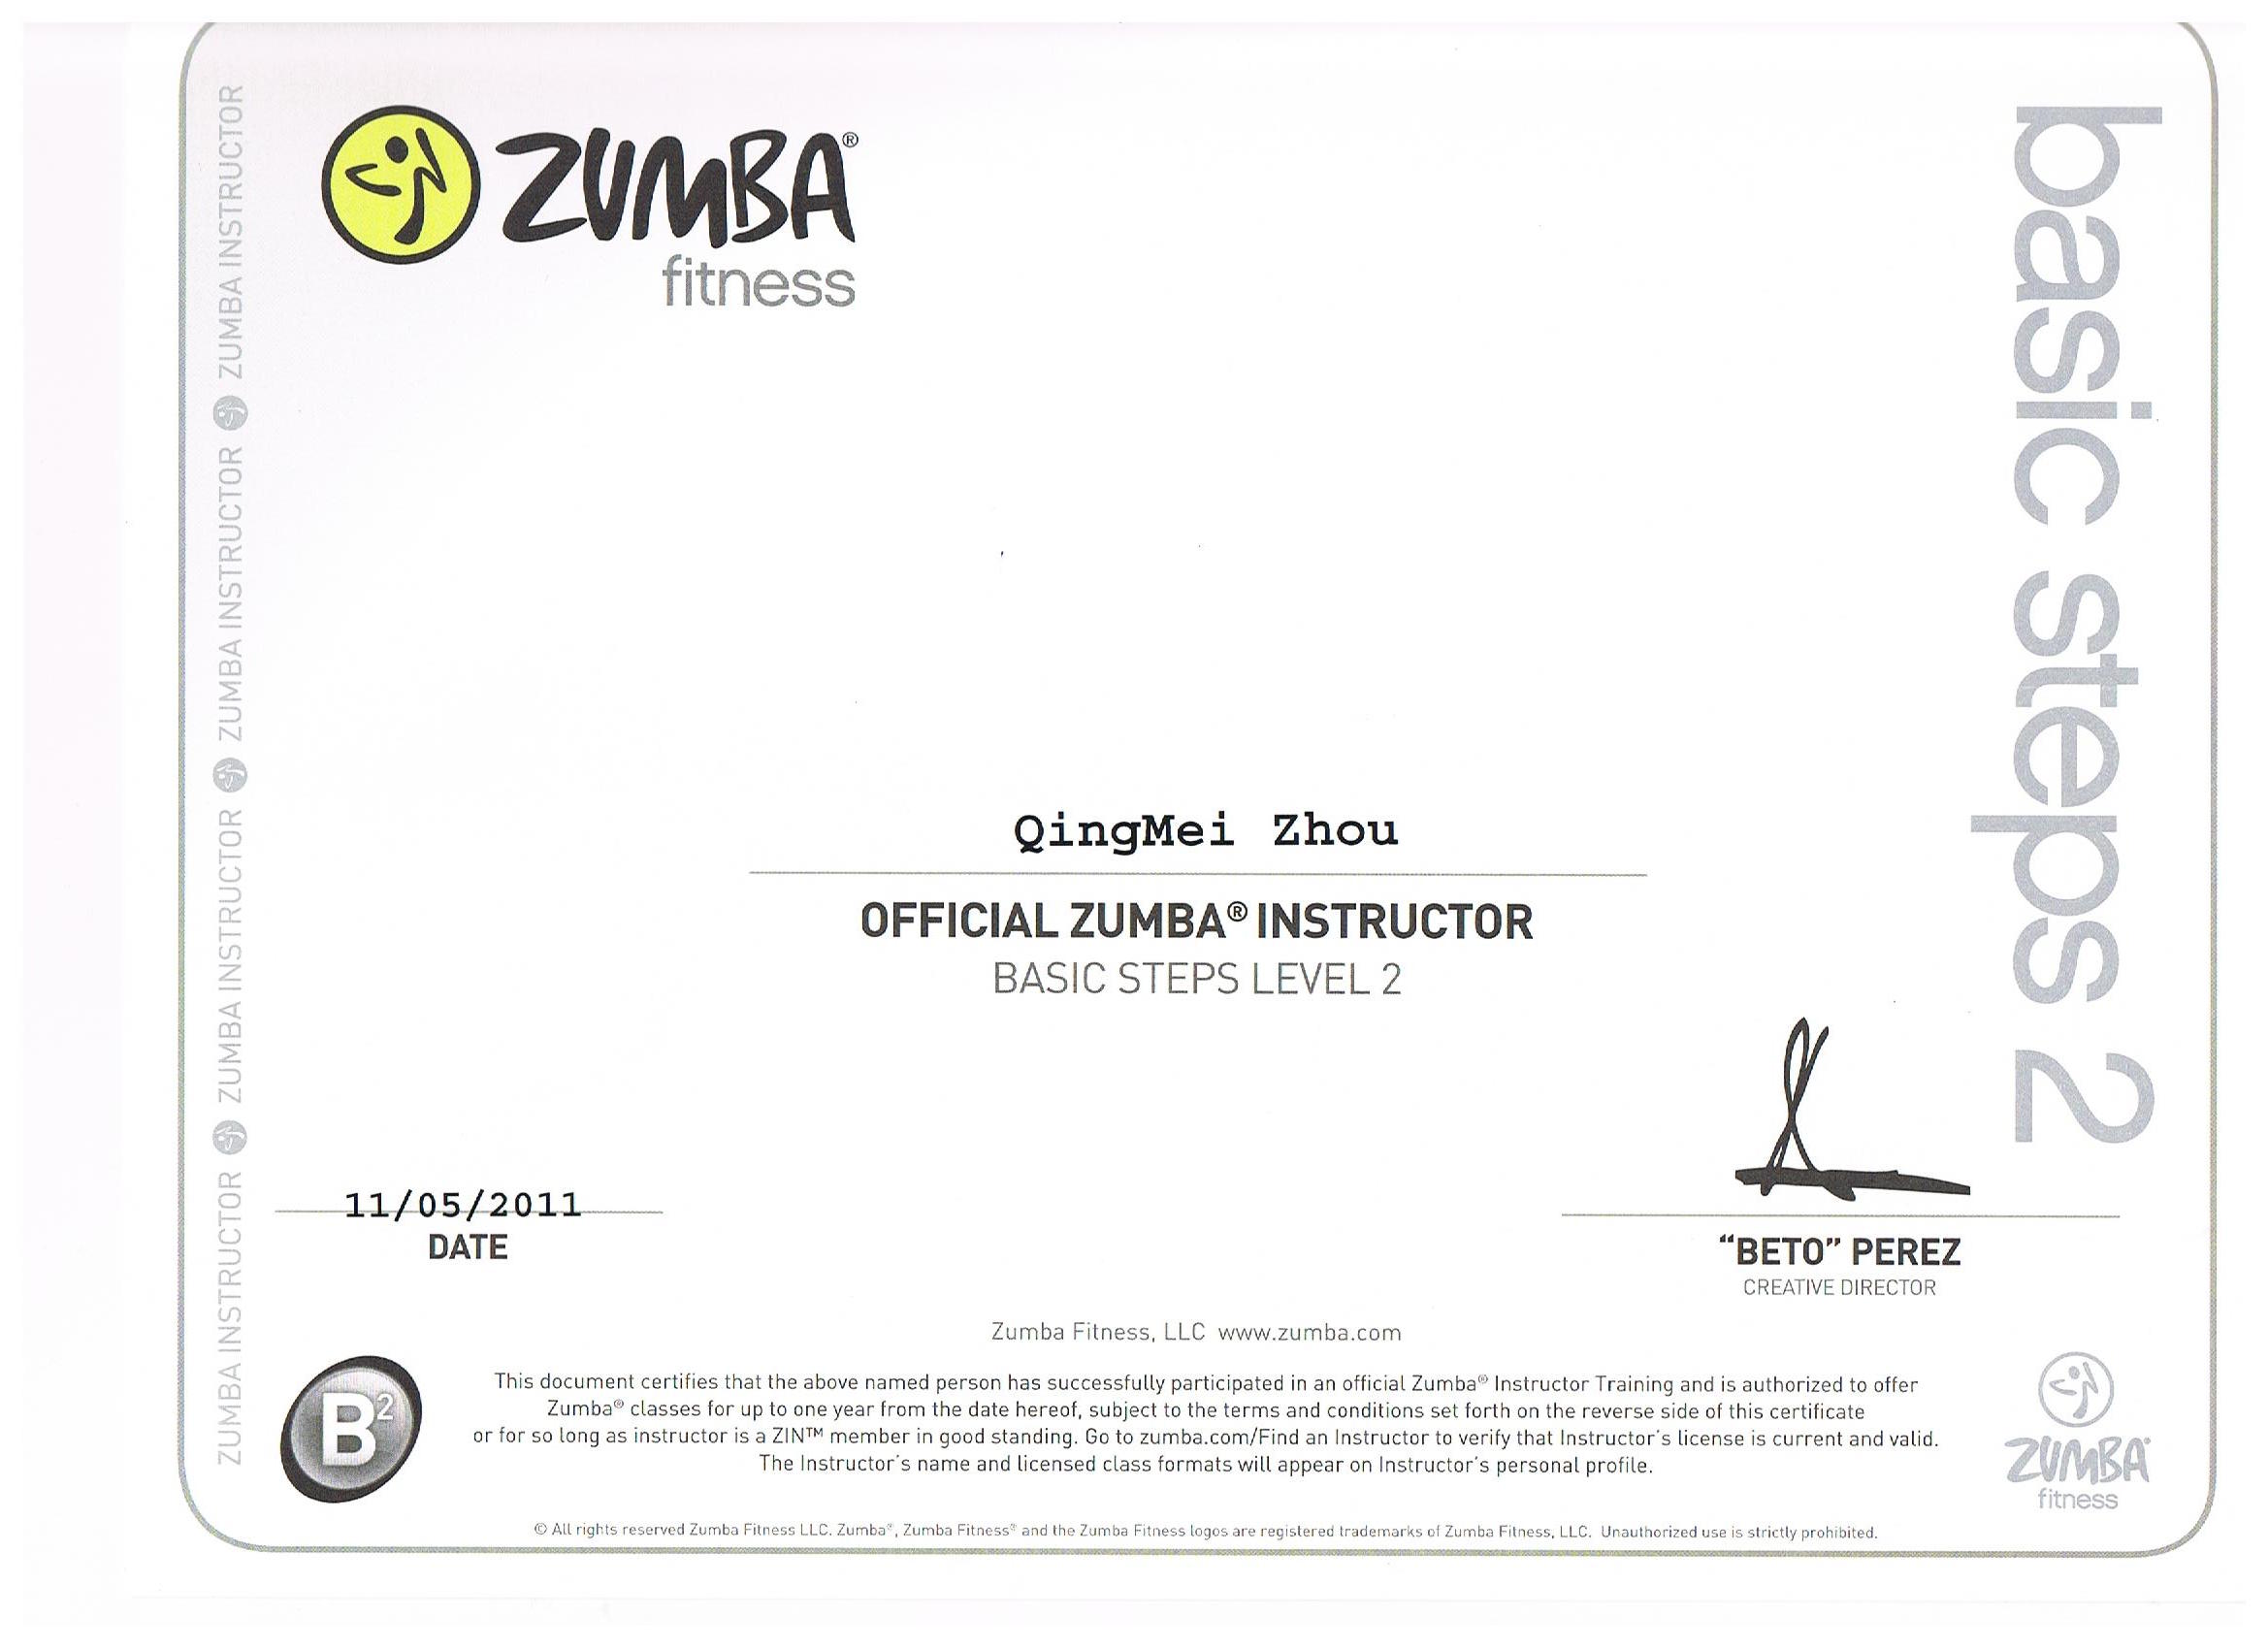 ZUMBA®
fitness
basic steps 2
ZUMBA INSTRUCTOR ZUMBA INSTRUCTOR ZUMBA INSTRUCTOR ZUMBA INSTRUCTOR
QingMei Zhou
OFFICIAL ZUMBA® INSTRUCTOR
BASIC STEPS LEVEL 2
11/05/2011
DATE
“BETO” PEREZ
CREATIVE DIRECTOR
Zumba Fitness, LLC www.zumba.com
B2
This document certifies that the above named person has successfully participated in an official Zumba® Instructor Training and is authorized to offer
Zumba® classes for up to one year from the date hereof, subject to the terms and conditions set forth on the reverse side of this certificate
or for so long as instructor is a ZIN™ member in good standing. Go to zumba.com/Find an Instructor to verify that Instructor's license is current and valid.
The Instructor's name and licensed class formats will appear on Instructor's personal profile.
ZUMBA®
fitness
© All rights reserved Zumba Fitness LLC. Zumba®, Zumba Fitness® and the Zumba Fitness logos are registered trademarks of Zumba Fitness, LLC. Unauthorized use is strictly prohibited.